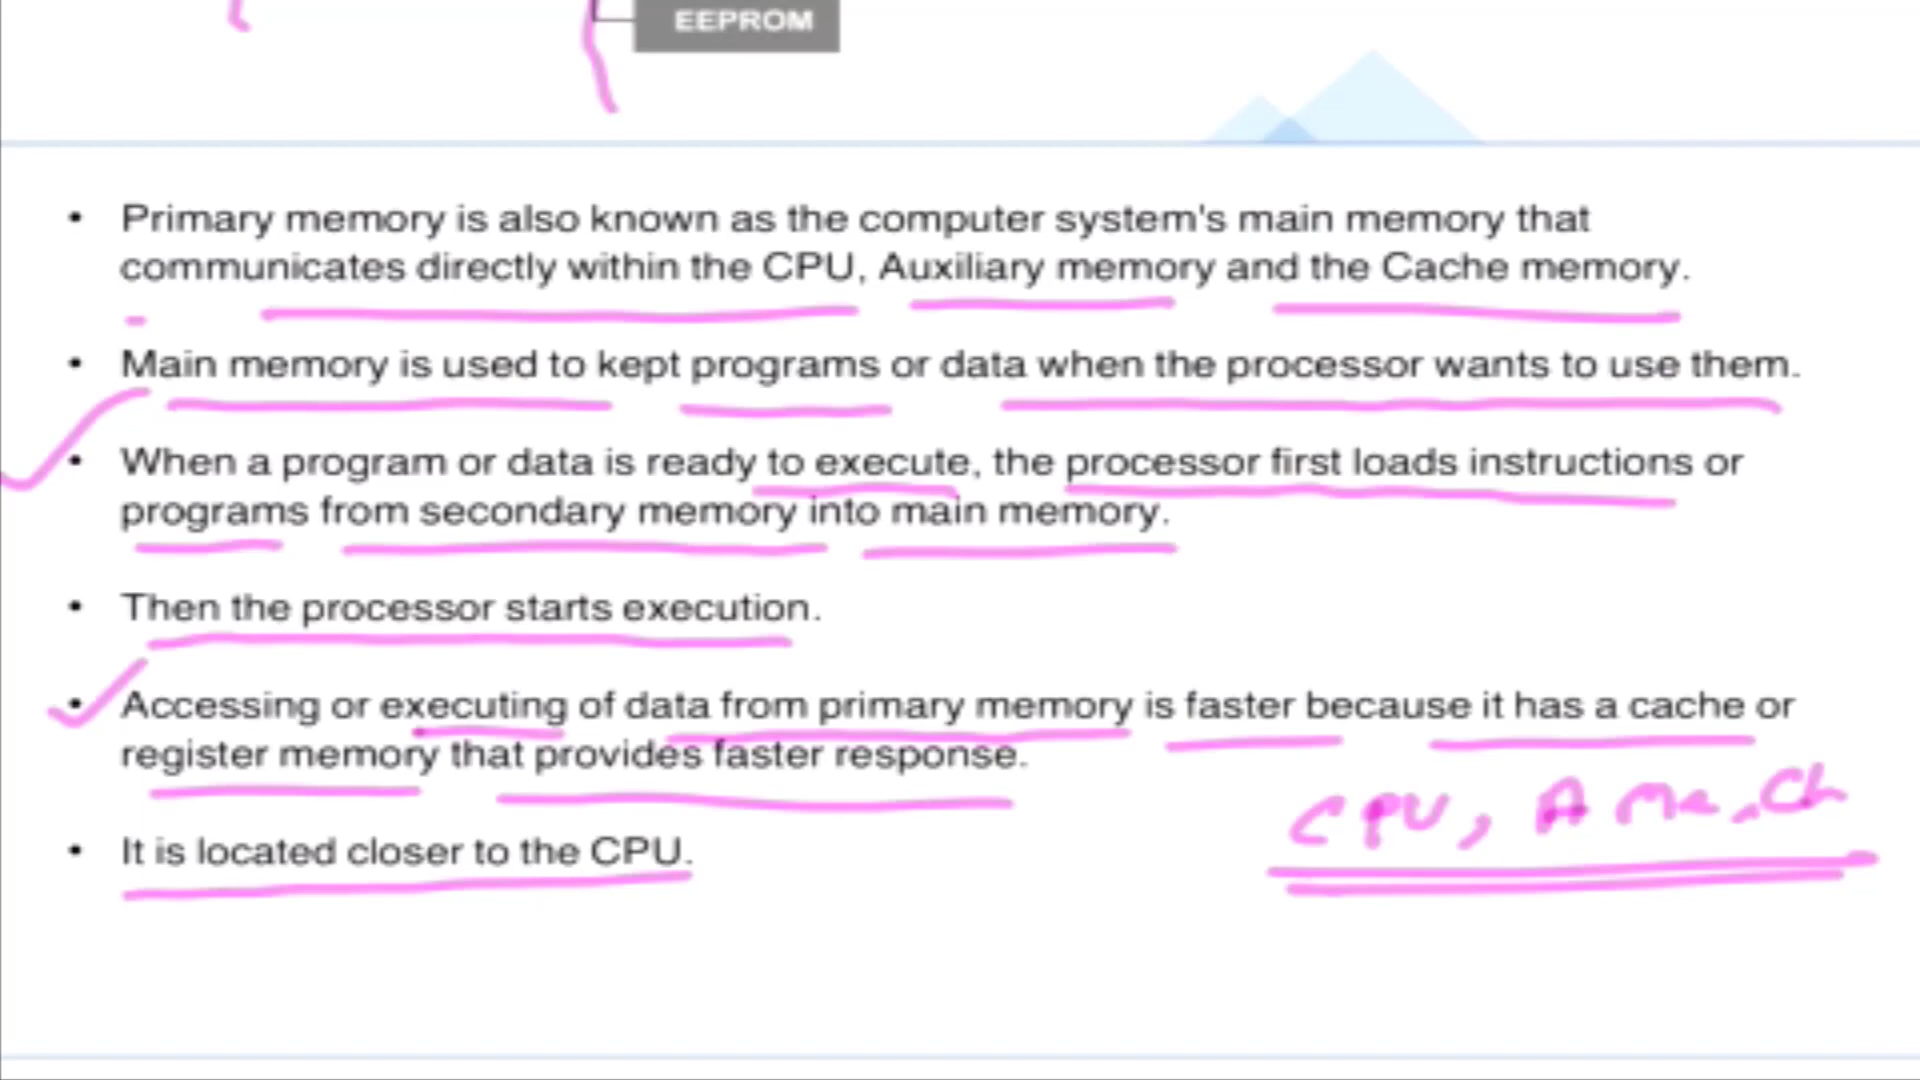 EEPROM
• Primary memory is also known as the computer system's main memory that
communicates directly within the CPU, Auxiliary memory and the Cache memory.
• Main memory is used to kept programs or data when the processor wants to use them.
• When a program or data is ready to execute, the processor first loads instructions or
programs from secondary memory into main memory.
• Then the processor starts execution.
• Accessing or executing of data from primary memory is faster because it has a cache or
register memory that provides faster response.
CPU, A
• It is located closer to the CPU.